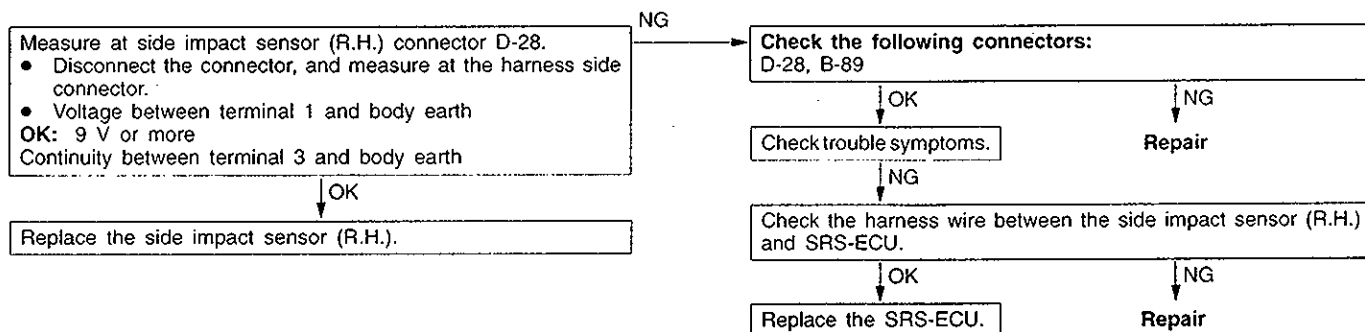 Measure at side impact sensor (R.H.) connector D-28.
• Disconnect the connector, and measure at the harness side
connector.
• Voltage between terminal 1 and body earth
OK: 9 V or more
Continuity between terminal 3 and body earth
OK
Replace the side impact sensor (R.H.).
NG
Check the following connectors:
D-28, B-89
OK
NG
Check trouble symptoms.
Repair
NG
Check the harness wire between the side impact sensor (R.H.)
and SRS-ECU.
OK
NG
Replace the SRS-ECU.
Repair